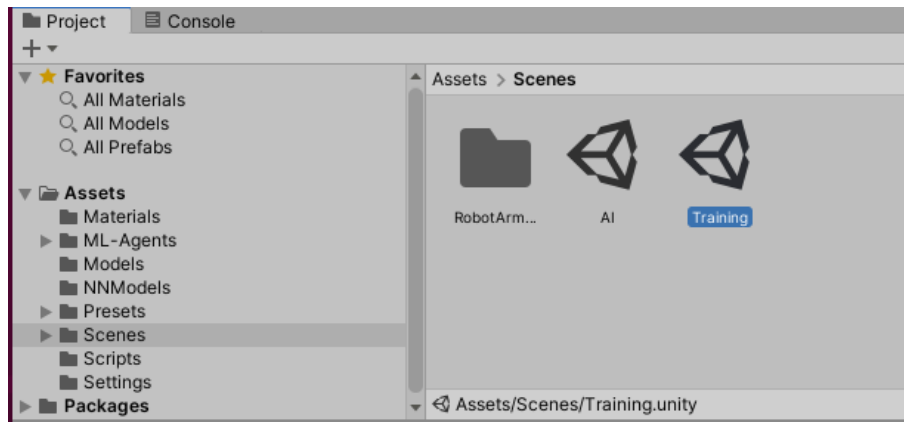 Project Console
Favorites
All Materials
All Models
All Prefabs
Assets
Materials
ML-Agents
Models
NNModels
Presets
Scenes
Scripts
Settings
Packages
Assets > Scenes
RobotArm... AI Training
Assets/Scenes/Training.unity